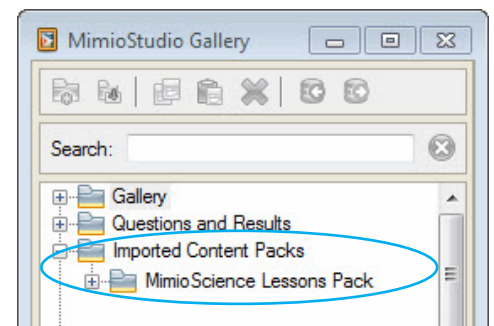 MimioStudio Gallery
Search:
Gallery
Questions and Results
Imported Content Packs
MimioScience Lessons Pack